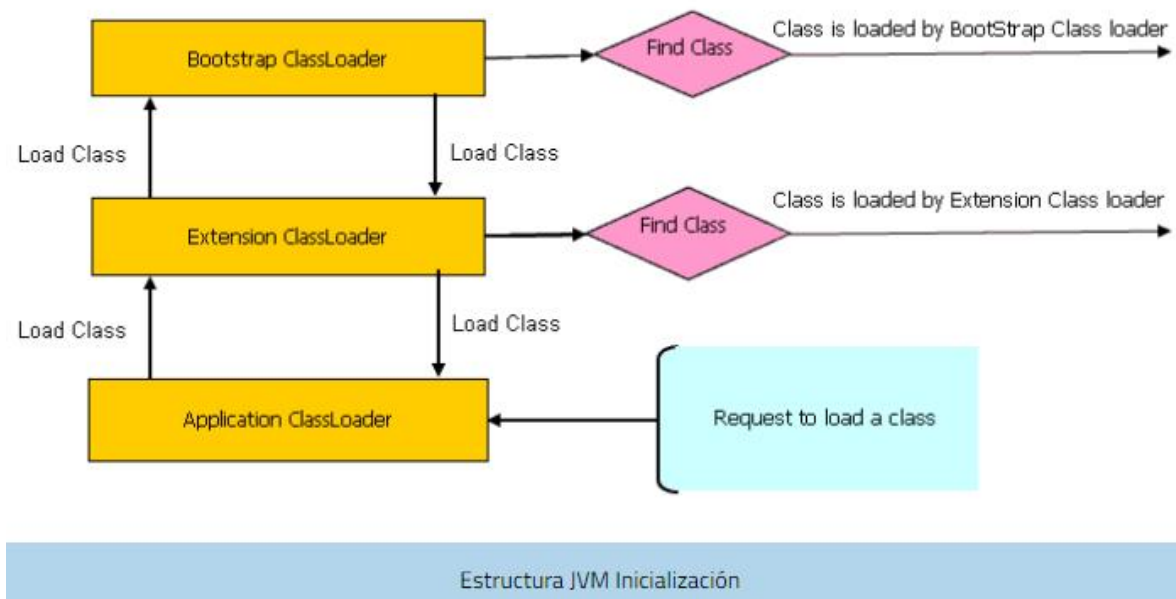 Class is loaded by BootStrap Class loader
Bootstrap ClassLoader
Find Class
Load Class
Load Class
Class is loaded by Extension Class loader
Extension ClassLoader
Find Class
Load Class
Load Class
Application ClassLoader
Request to load a class
Estructura JVM Inicialización